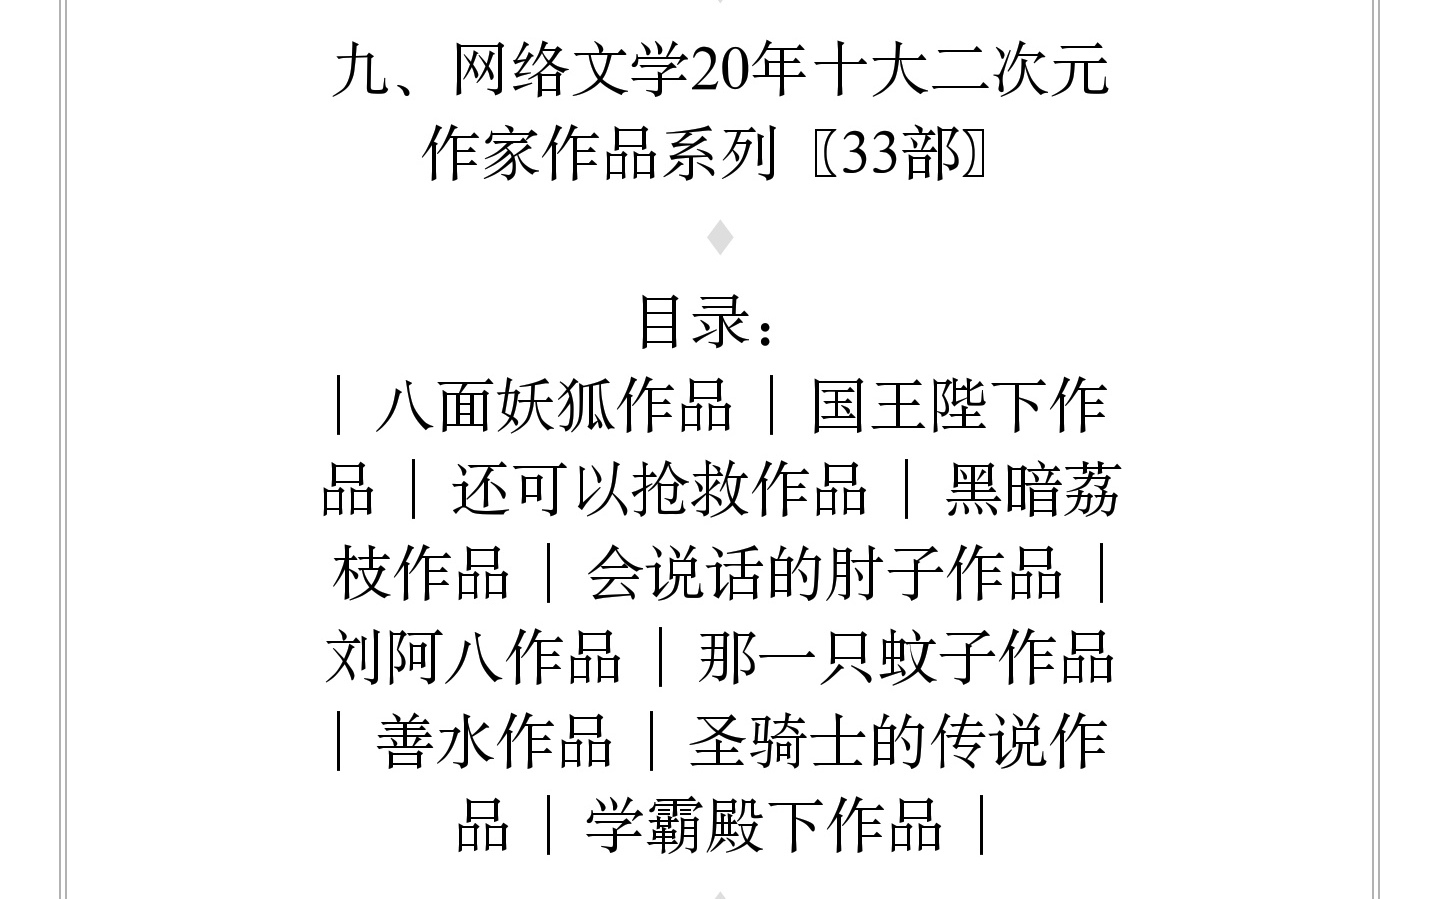 九、网络文学20年十大二次元
作家作品系列〖33部〗
目录：
｜八面妖狐作品｜国王陛下作
品｜还可以抢救作品｜黑暗荔
枝作品｜会说话的肘子作品｜
刘阿八作品｜那一只蚊子作品
｜善水作品｜圣骑士的传说作
品｜学霸殿下作品｜